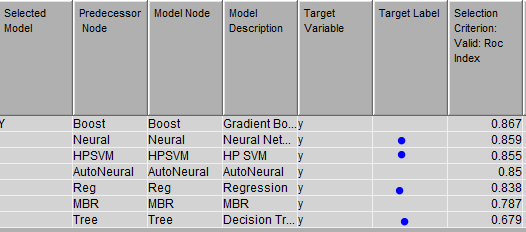 Selected Model Predecessor Node Model Node Model Description Target Variable Target Label Selection Criterion: Valid: Roc Index
Y Boost Boost Gradient Bo... y 0.867
Neural Neural Neural Net... y 0.859
HPSVM HPSVM HP SVM y 0.855
AutoNeural AutoNeural AutoNeural y 0.85
Reg Reg Regression y 0.838
MBR MBR MBR y 0.787
Tree Tree Decision Tr... y 0.679